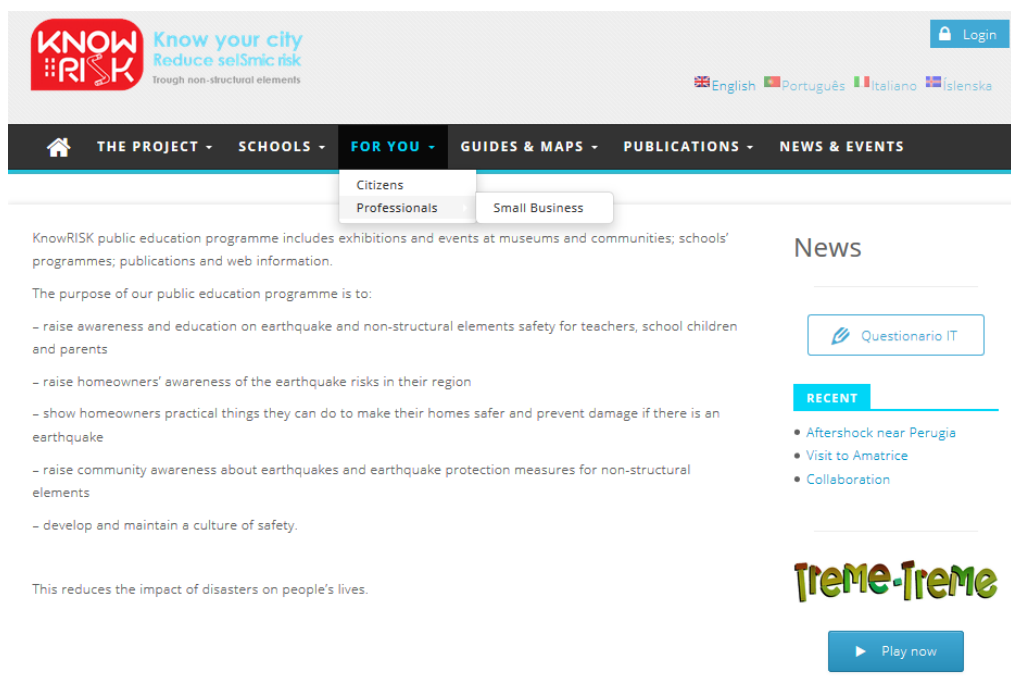 KNOW
RISK
Know your city
Reduce seISmic risk
Trough non-structural elements
Login
English Português Italiano Íslenska
THE PROJECT SCHOOLS FOR YOU GUIDES & MAPS PUBLICATIONS NEWS & EVENTS
Citizens
Professionals
Small Business
KnowRISK public education programme includes exhibitions and events at museums and communities; schools’
programmes; publications and web information.
The purpose of our public education programme is to:
– raise awareness and education on earthquake and non-structural elements safety for teachers, school children
and parents
– raise homeowners’ awareness of the earthquake risks in their region
– show homeowners practical things they can do to make their homes safer and prevent damage if there is an
earthquake
– raise community awareness about earthquakes and earthquake protection measures for non-structural
elements
– develop and maintain a culture of safety.
This reduces the impact of disasters on people’s lives.
News
Questionario IT
RECENT
Aftershock near Perugia
Visit to Amatrice
Collaboration
Treme-Treme
Play now